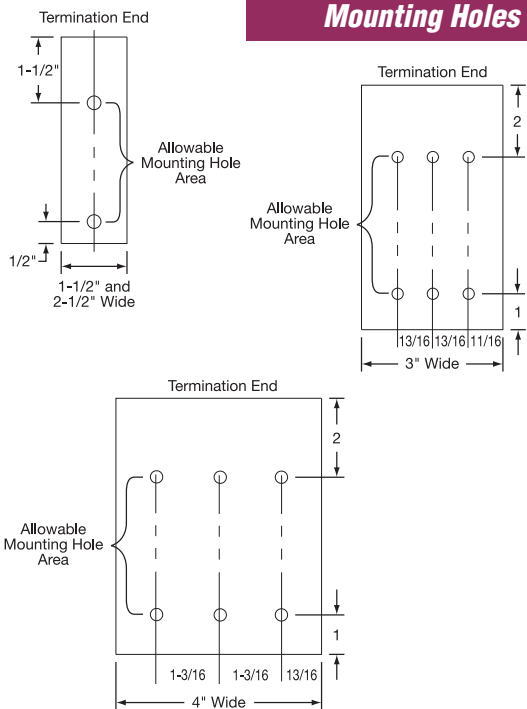 Mounting Holes
Termination End
1-1/2"
Allowable
Mounting Hole
Area
1/2"
1-1/2" and
2-1/2" Wide
Termination End
2
Allowable
Mounting Hole
Area
1
13/16 13/16 11/16
3" Wide
Termination End
2
Allowable
Mounting Hole
Area
1
1-3/16 1-3/16 13/16
4" Wide